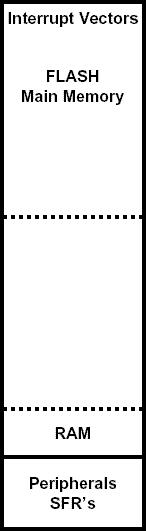 Interrupt Vectors
FLASH
Main Memory
RAM
Peripherals
SFR's